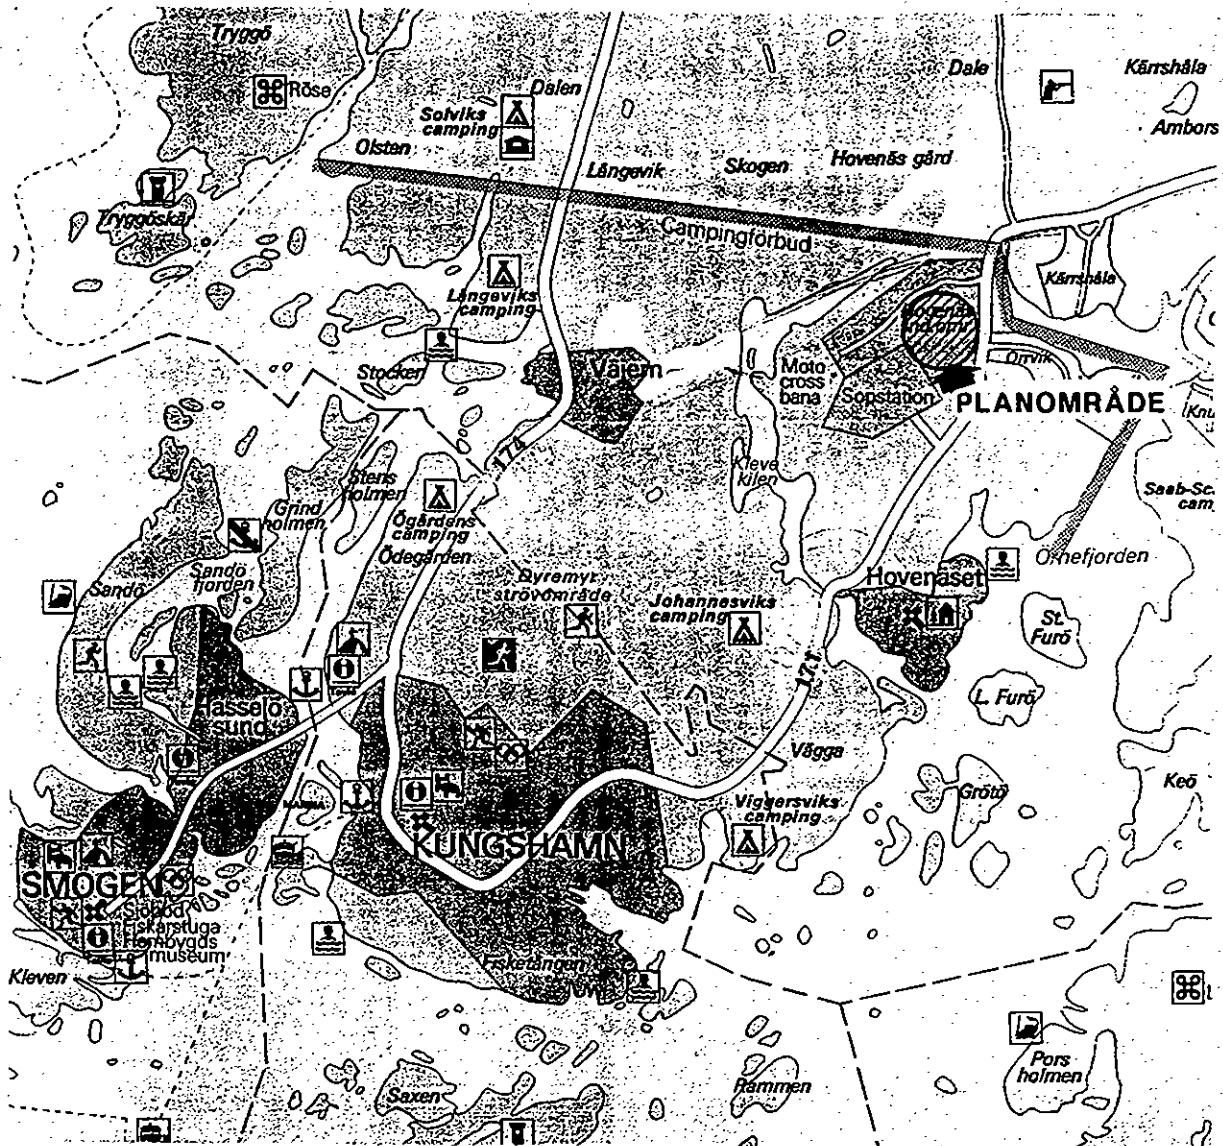 Tryggö
Röse
Dalen
Solviks
camping
Olsten
Dale
Kärrshåla
Ambors
Långevik
Skogen
Hovenäs gård
Tryggöskär
Campingförbud
Långeviks
camping
Kärrshåla
Stocken
Väjern
Moto
cross
bana
Sopstation
Orrvik
PLANOMRÅDE
Knu
174
Kleve
kilen
Stens
holmen
Grind
holmen
Ögårdens
camping
Ödegården
Saab-Sc.
cam
Sandö
Sandö
fjorden
Dyremyr
strövområde
Johannesviks
camping
Hovenäset
St.
Furö
171
L. Furö
Hasselö
sund
Vägga
Keö
Grötö
Viggersviks
camping
KUNGSHAMN
SMÖGEN
Sjöbod
Fiskarstuga
Hembygds
museum
Kleven
Fisketången
Pors
holmen
Saxen
Rammen